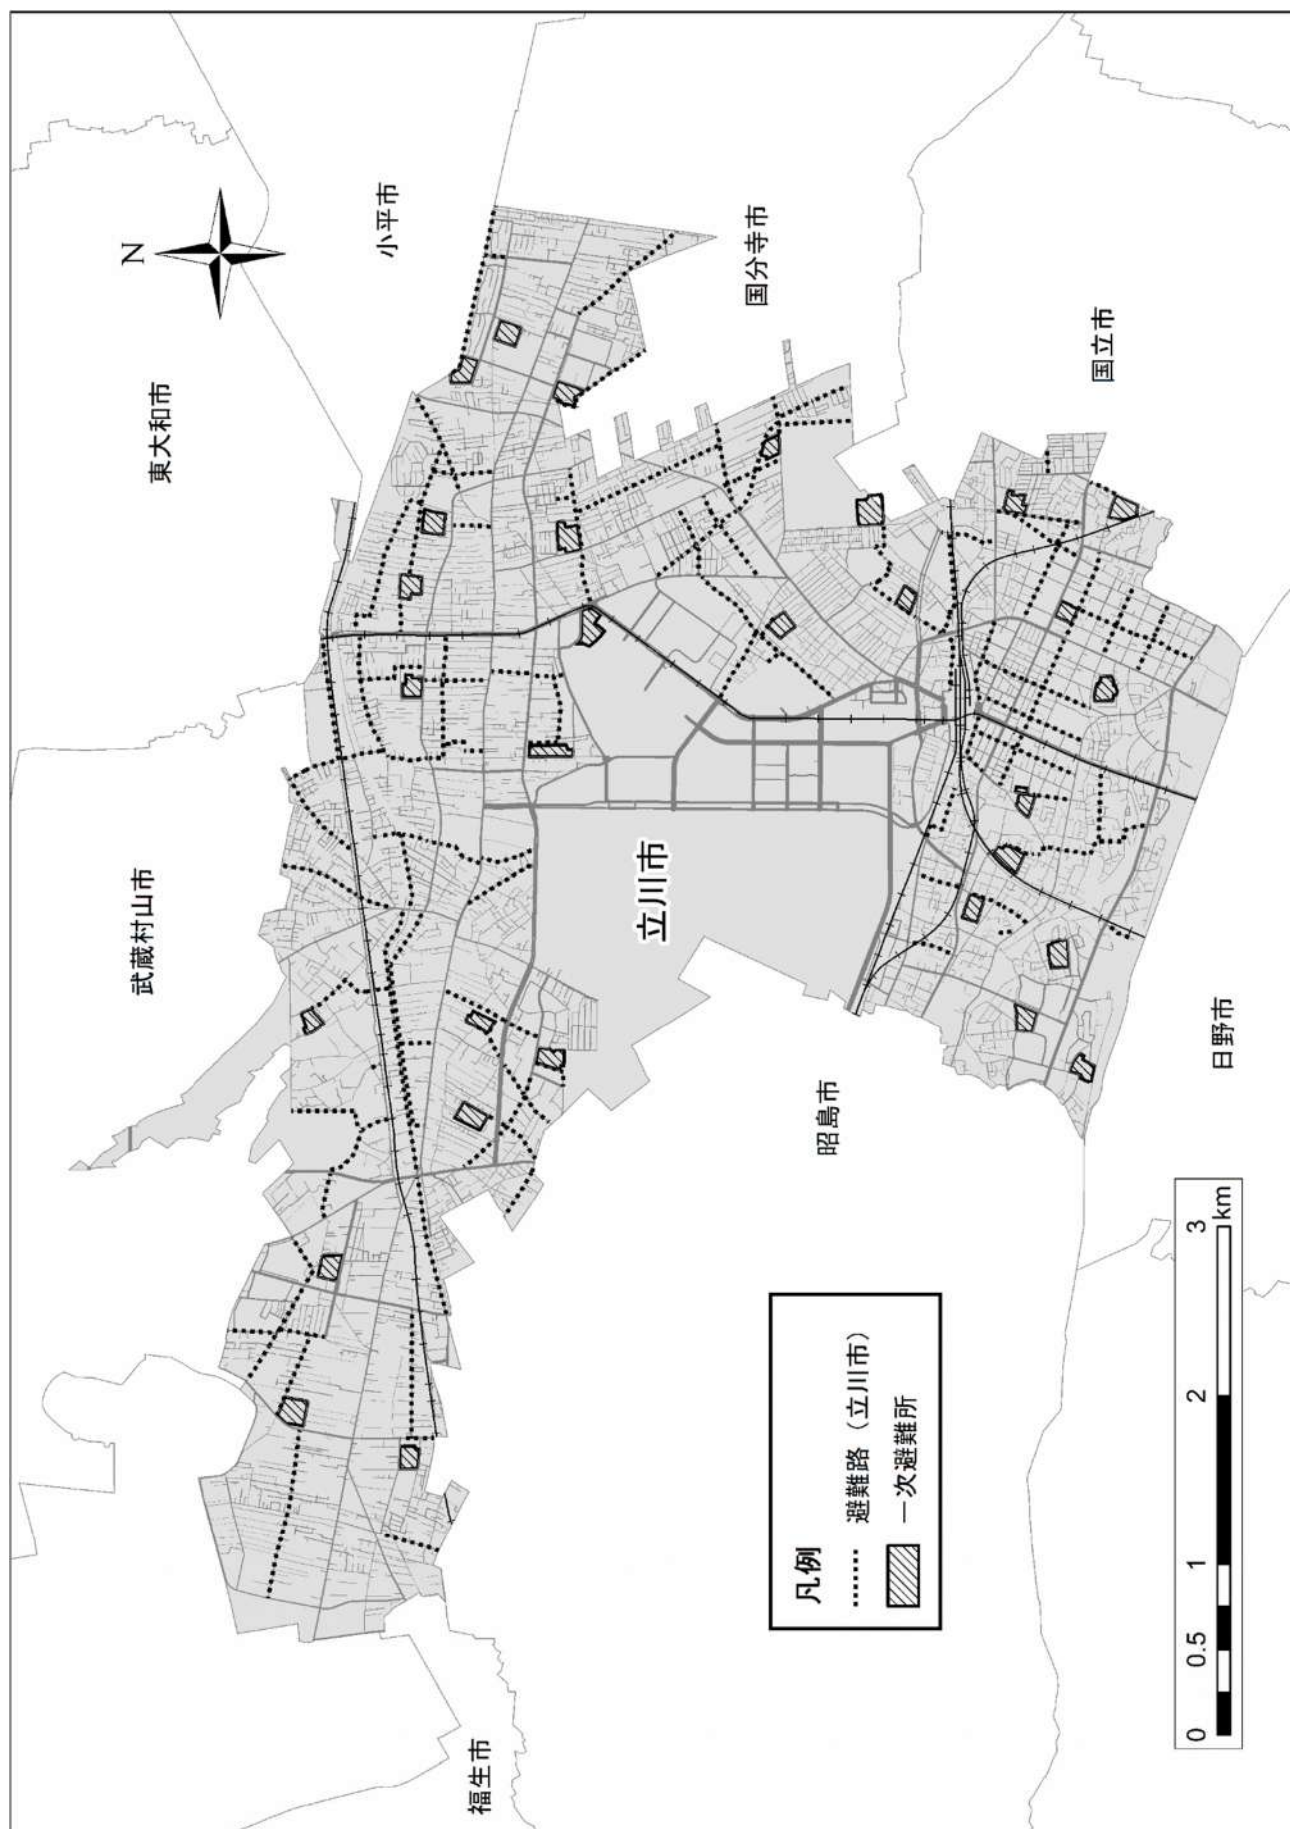 N
東大和市
小平市
武蔵村山市
国分寺市
立川市
国立市
昭島市
日野市
福生市
凡例
避難路（立川市）
一次避難所
0 0.5 1 2 3
km